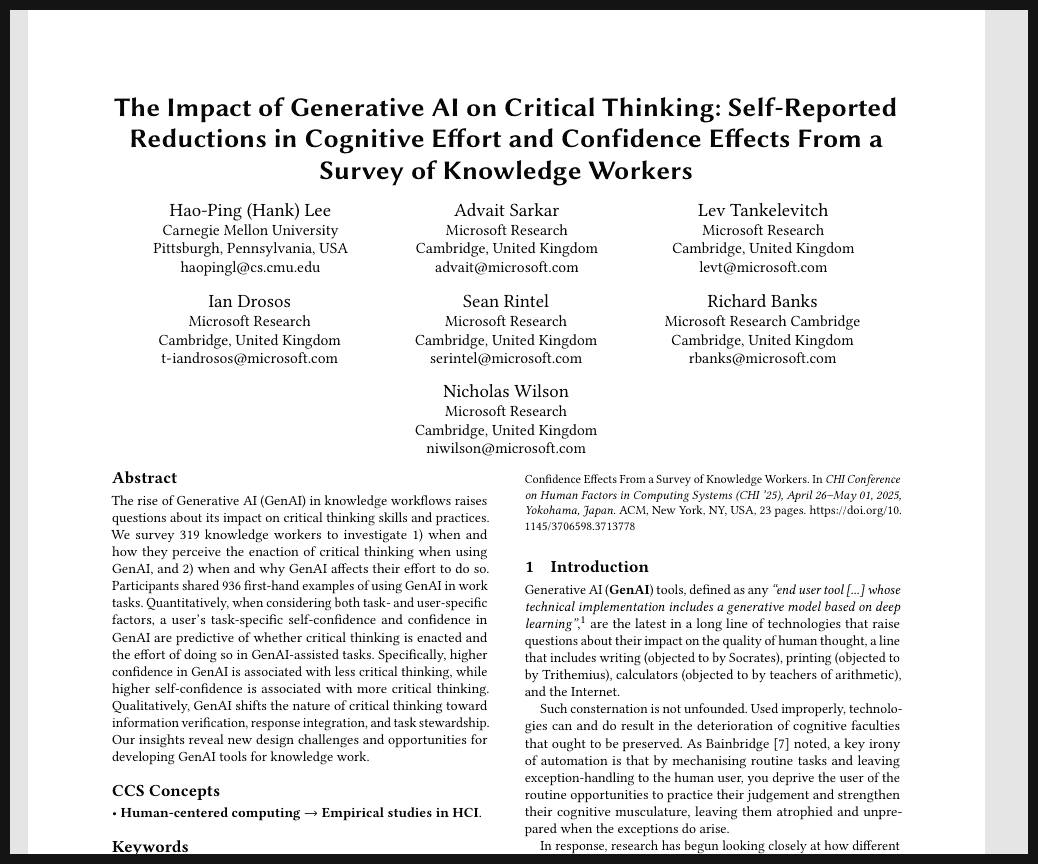 The Impact of Generative AI on Critical Thinking: Self-Reported
Reductions in Cognitive Effort and Confidence Effects From a
Survey of Knowledge Workers
Hao-Ping (Hank) Lee
Carnegie Mellon University
Pittsburgh, Pennsylvania, USA
haopingl@cs.cmu.edu
Advait Sarkar
Microsoft Research
Cambridge, United Kingdom
advait@microsoft.com
Lev Tankelevitch
Microsoft Research
Cambridge, United Kingdom
levt@microsoft.com
Ian Drosos
Microsoft Research
Cambridge, United Kingdom
t-iandrosos@microsoft.com
Sean Rintel
Microsoft Research
Cambridge, United Kingdom
serintel@microsoft.com
Richard Banks
Microsoft Research Cambridge
Cambridge, United Kingdom
rbanks@microsoft.com
Nicholas Wilson
Microsoft Research
Cambridge, United Kingdom
niwilson@microsoft.com
Abstract
The rise of Generative AI (GenAI) in knowledge workflows raises
questions about its impact on critical thinking skills and practices.
We survey 319 knowledge workers to investigate 1) when and
how they perceive the enaction of critical thinking when using
GenAI, and 2) when and why GenAI affects their effort to do so.
Participants shared 936 first-hand examples of using GenAI in work
tasks. Quantitatively, when considering both task- and user-specific
factors, a user's task-specific self-confidence and confidence in
GenAI are predictive of whether critical thinking is enacted and
the effort of doing so in GenAI-assisted tasks. Specifically, higher
confidence in GenAI is associated with less critical thinking, while
higher self-confidence is associated with more critical thinking.
Qualitatively, GenAI shifts the nature of critical thinking toward
information verification, response integration, and task stewardship.
Our insights reveal new design challenges and opportunities for
developing GenAI tools for knowledge work.
CCS Concepts
• Human-centered computing → Empirical studies in HCI.
Keywords
Confidence Effects From a Survey of Knowledge Workers. In CHI Conference
on Human Factors in Computing Systems (CHI '25), April 26–May 01, 2025,
Yokohama, Japan. ACM, New York, NY, USA, 23 pages. https://doi.org/10.
1145/3706598.3713778
1 Introduction
Generative AI (GenAI) tools, defined as any “end user tool [...] whose
technical implementation includes a generative model based on deep
learning”,1 are the latest in a long line of technologies that raise
questions about their impact on the quality of human thought, a line
that includes writing (objected to by Socrates), printing (objected to
by Trithemius), calculators (objected to by teachers of arithmetic),
and the Internet.
Such consternation is not unfounded. Used improperly, technolo-
gies can and do result in the deterioration of cognitive faculties
that ought to be preserved. As Bainbridge [7] noted, a key irony
of automation is that by mechanising routine tasks and leaving
exception-handling to the human user, you deprive the user of the
routine opportunities to practice their judgement and strengthen
their cognitive musculature, leaving them atrophied and unpre-
pared when the exceptions do arise.
In response, research has begun looking closely at how different